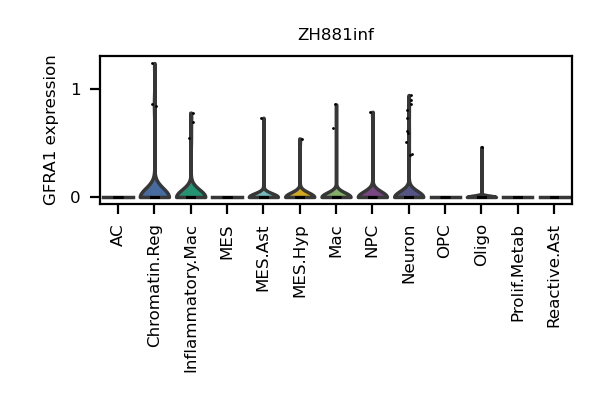 ZH881inf
GFRA1 expression
1
0
AC
Chromatin.Reg
Inflammatory.Mac
MES
MES.Ast
MES.Hyp
Mac
NPC
Neuron
OPC
Oligo
Prolif.Metab
Reactive.Ast